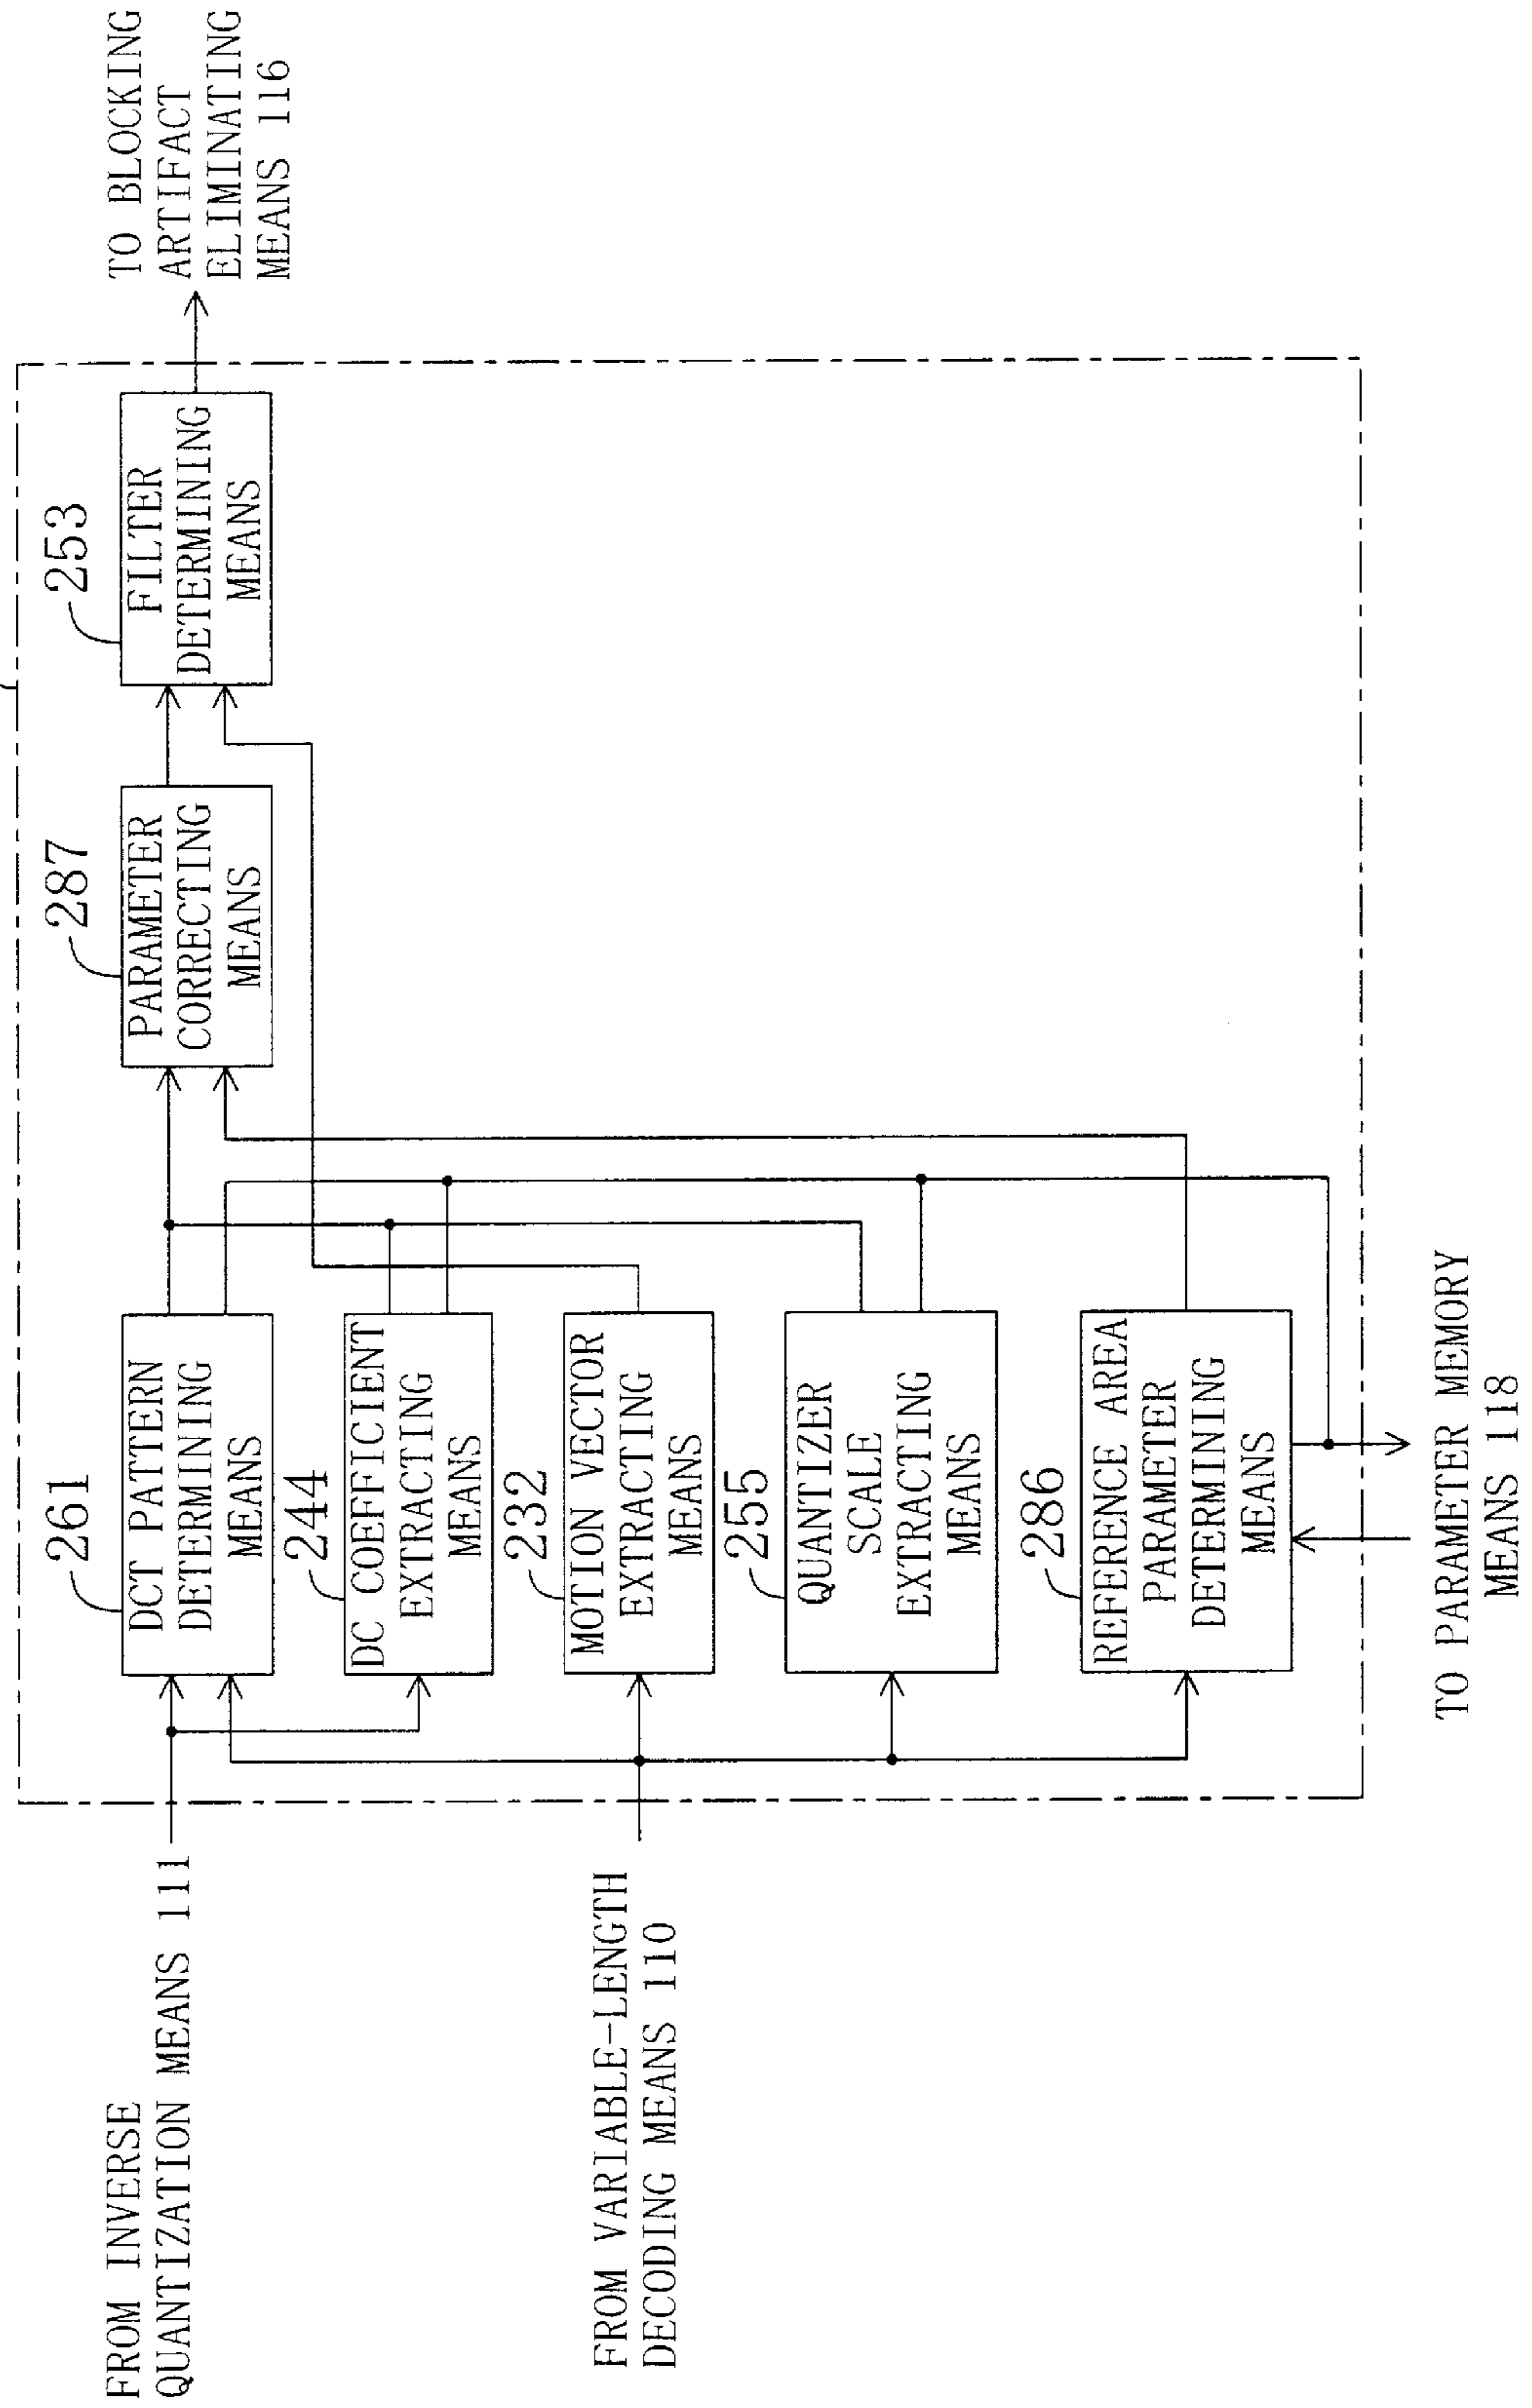 FROM INVERSE
QUANTIZATION MEANS 111
FROM VARIABLE-LENGTH
DECODING MEANS 110
261
DCT PATTERN
DETERMINING
MEANS
244
DC COEFFICIENT
EXTRACTING
MEANS
232
MOTION VECTOR
EXTRACTING
MEANS
255
QUANTIZER
SCALE
EXTRACTING
MEANS
286
REFERENCE AREA
PARAMETER
DETERMINING
MEANS
TO PARAMETER MEMORY
MEANS 118
287
PARAMETER
CORRECTING
MEANS
253
FILTER
DETERMINING
MEANS
TO BLOCKING
ARTIFACT
ELIMINATING
MEANS 116